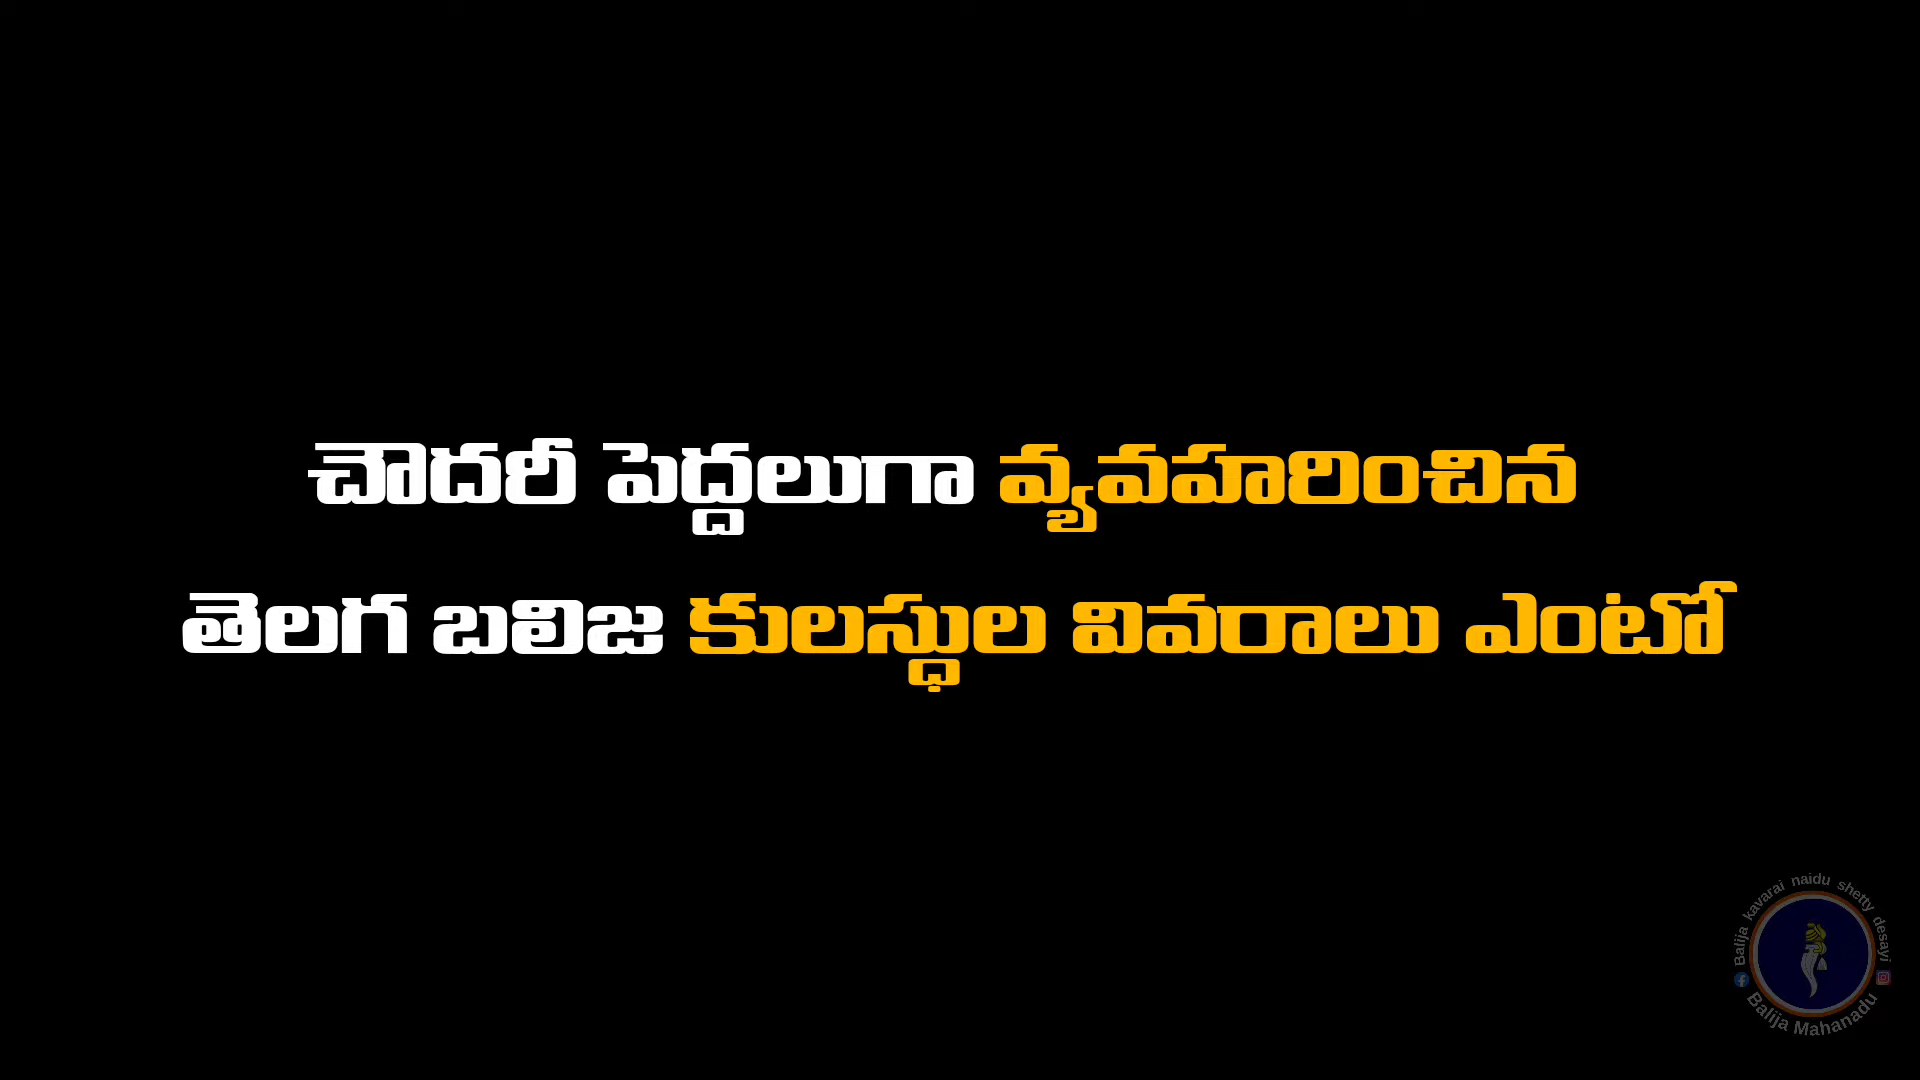 చౌదరీ పెద్దలుగా వ్యవహరించిన
తెలగ బలిజ కులస్థుల వివరాలు ఎంటో
Balija kavarai naidu shetty desayi
Balija Mahanadu